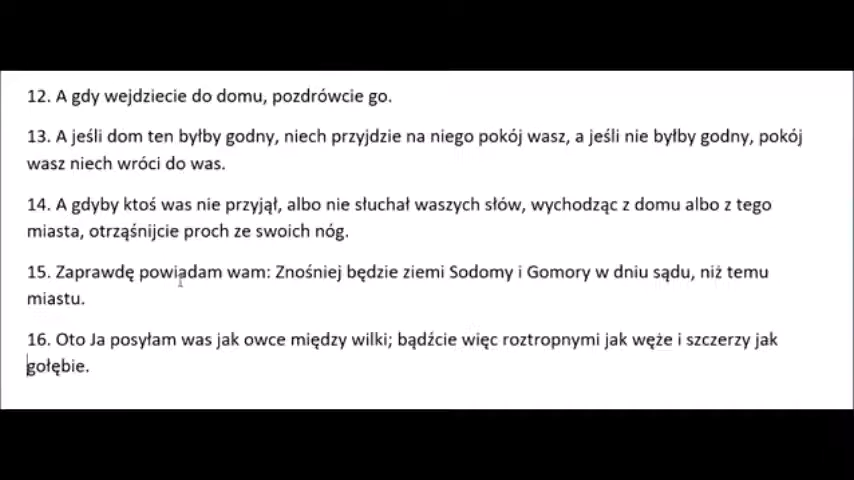 12. A gdy wejdziecie do domu, pozdrówcie go.
13. A jeśli dom ten byłby godny, niech przyjdzie na niego pokój wasz, a jeśli nie byłby godny, pokój
wasz niech wróci do was.
14. A gdyby ktoś was nie przyjął, albo nie słuchał waszych słów, wychodząc z domu albo z tego
miasta, otrząśnijcie proch ze swoich nóg.
15. Zaprawdę powiadam wam: Znośniej będzie ziemi Sodomy i Gomory w dniu sądu, niż temu
miastu.
16. Oto Ja posyłam was jak owce między wilki; bądźcie więc roztropnymi jak węże i szczerzy jak
gołębie.